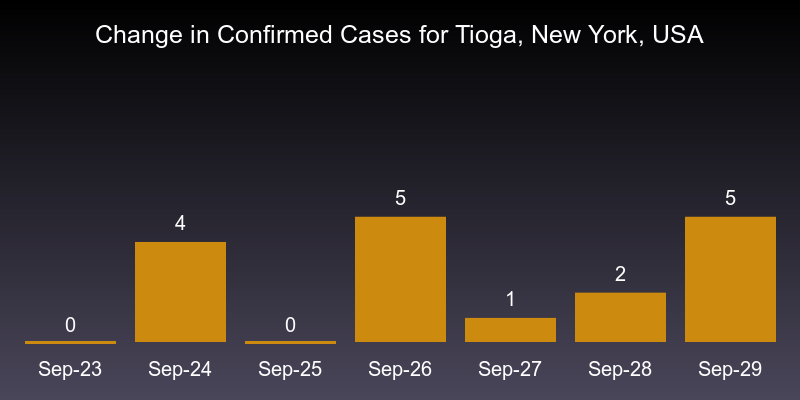 Change in Confirmed Cases for Tioga, New York, USA
0 4 0 5 1 2 5
Sep-23 Sep-24 Sep-25 Sep-26 Sep-27 Sep-28 Sep-29